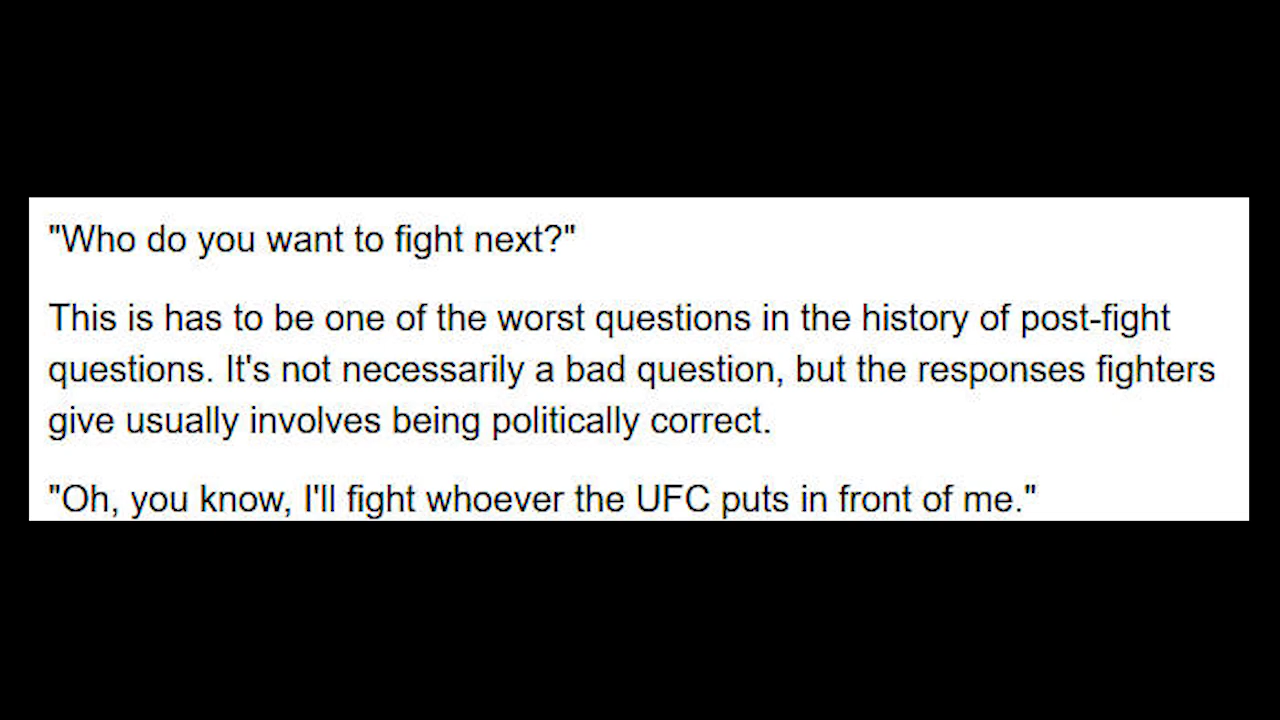 "Who do you want to fight next?"
This is has to be one of the worst questions in the history of post-fight
questions. It's not necessarily a bad question, but the responses fighters
give usually involves being politically correct.
"Oh, you know, I'll fight whoever the UFC puts in front of me."